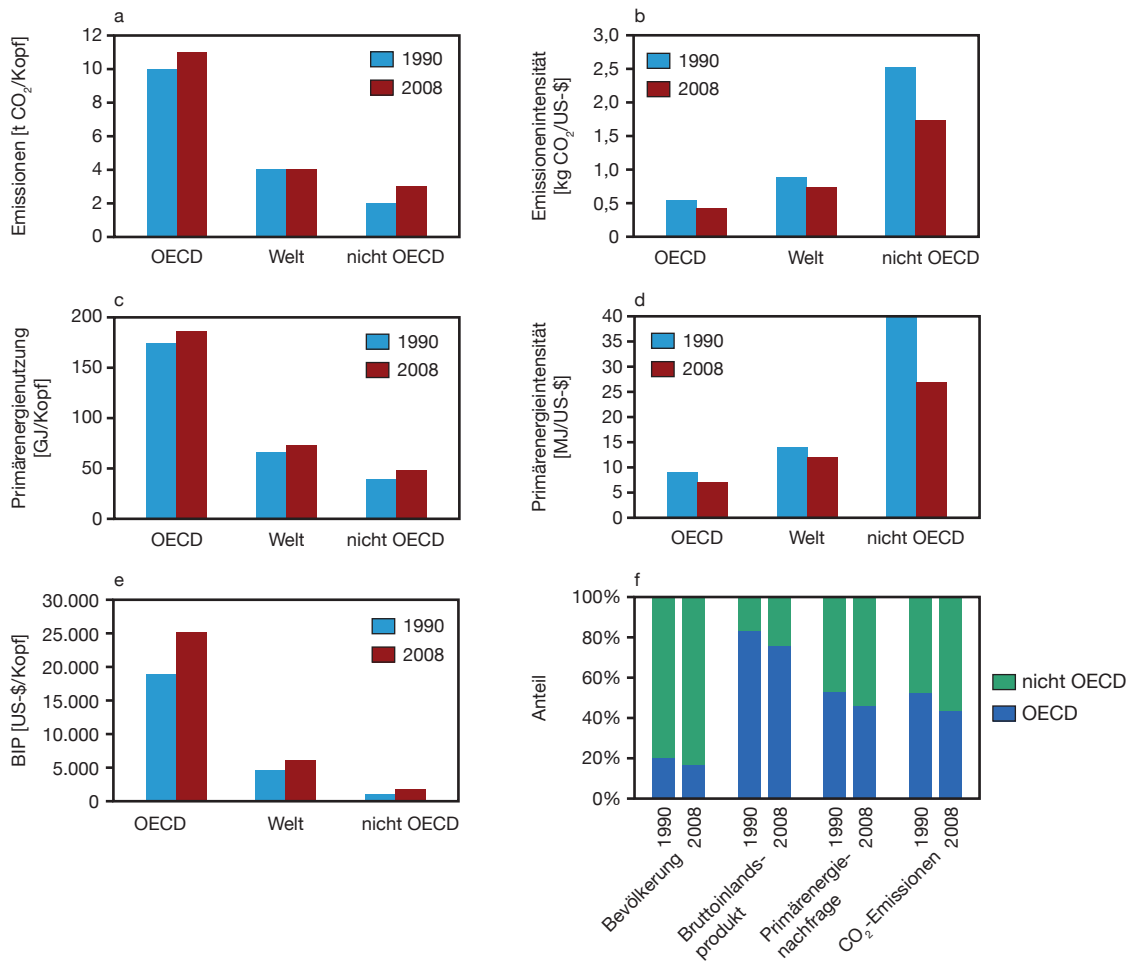 a
Emissionen [t CO₂/Kopf]
12
10
8
6
4
2
0
1990
2008
OECD
Welt
nicht OECD
b
Emissionenintensität
[kg CO₂/US-$]
3,0
2,5
2,0
1,5
1,0
0,5
0
1990
2008
OECD
Welt
nicht OECD
c
Primärenergienutzung
[GJ/Kopf]
200
150
100
50
0
1990
2008
OECD
Welt
nicht OECD
d
Primärenergieintensität
[MJ/US-$]
40
35
30
25
20
15
10
5
0
1990
2008
OECD
Welt
nicht OECD
e
BIP [US-$/Kopf]
30.000
25.000
15.000
10.000
10.000
5.000
0
1990
2008
OECD
Welt
nicht OECD
f
Anteil
100%
80%
60%
40%
20%
0%
nicht OECD
OECD
1990
2008
1990
2008
1990
2008
1990
2008
Bevölkerung
Bruttoinlands-
produkt
Primärenergie-
nachfrage
CO₂-Emissionen